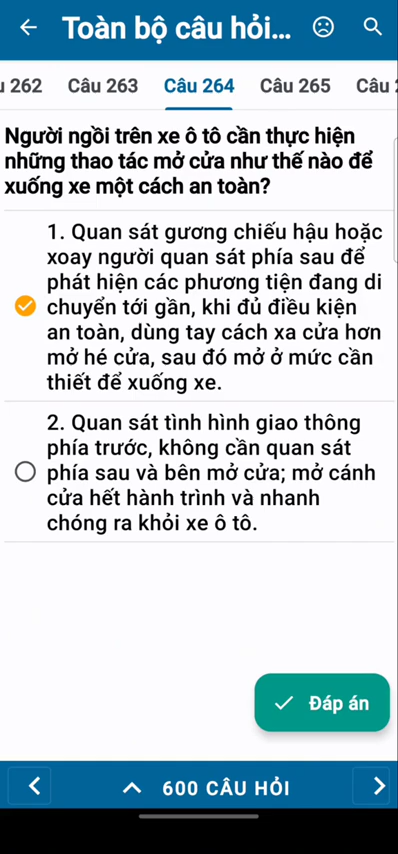 Toàn bộ câu hỏi...
262 Câu 263 Câu 264 Câu 265 Câu
Người ngồi trên xe ô tô cần thực hiện
những thao tác mở cửa như thế nào để
xuống xe một cách an toàn?
1. Quan sát gương chiếu hậu hoặc
xoay người quan sát phía sau để
phát hiện các phương tiện đang di
chuyển tới gần, khi đủ điều kiện
an toàn, dùng tay cách xa cửa hơn
mở hé cửa, sau đó mở ở mức cần
thiết để xuống xe.
2. Quan sát tình hình giao thông
phía trước, không cần quan sát
phía sau và bên mở cửa; mở cánh
cửa hết hành trình và nhanh
chóng ra khỏi xe ô tô.
Đáp án
600 CÂU HỎI